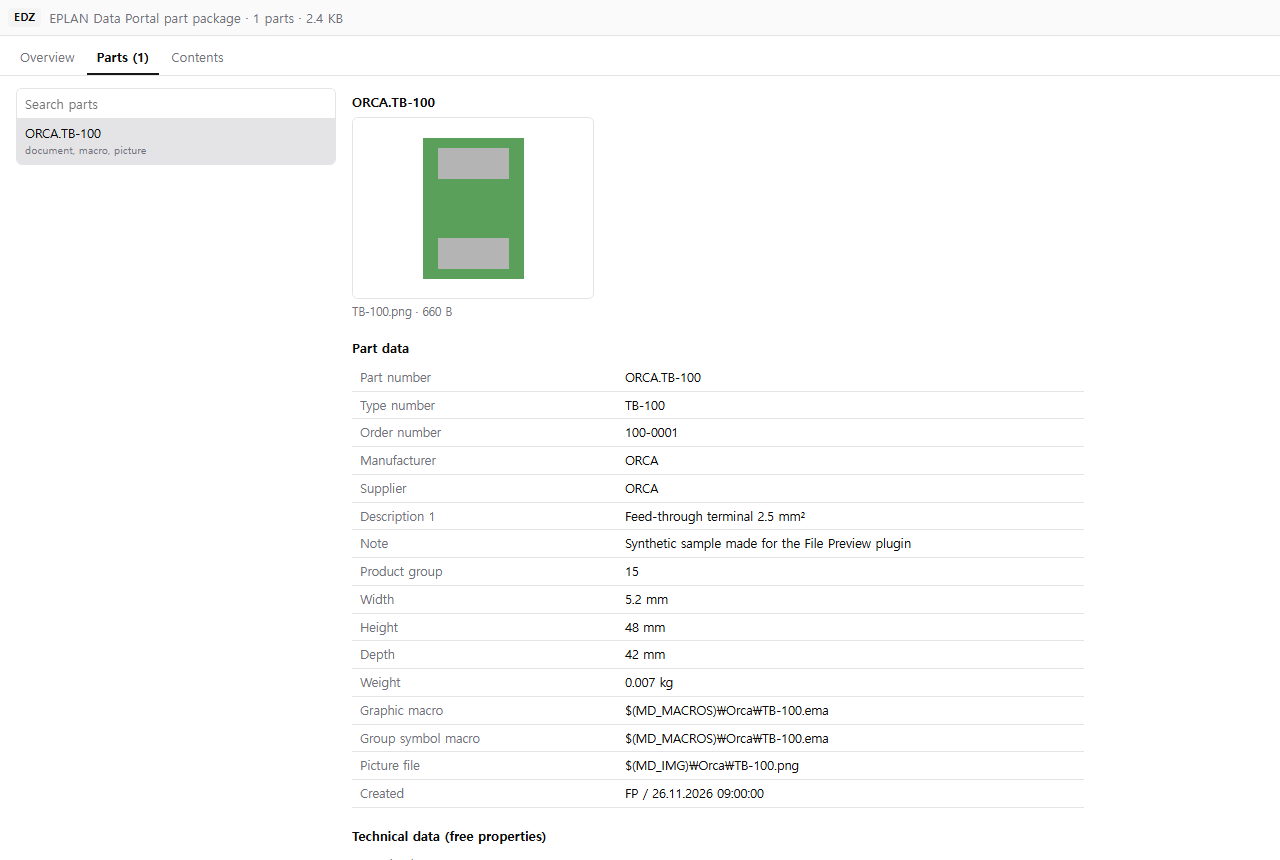 EDZ EPLAN Data Portal part package · 1 parts · 2.4 KB
Overview Parts (1) Contents
Search parts
ORCA.TB-100
document, macro, picture
ORCA.TB-100
TB-100.png · 660 B
Part data
Part number ORCA.TB-100
Type number TB-100
Order number 100-0001
Manufacturer ORCA
Supplier ORCA
Description 1 Feed-through terminal 2.5 mm²
Note Synthetic sample made for the File Preview plugin
Product group 15
Width 5.2 mm
Height 48 mm
Depth 42 mm
Weight 0.007 kg
Graphic macro $(MD_MACROS)₩Orca₩TB-100.ema
Group symbol macro $(MD_MACROS)₩Orca₩TB-100.ema
Picture file $(MD_IMG)₩Orca₩TB-100.png
Created FP / 26.11.2026 09:00:00
Technical data (free properties)